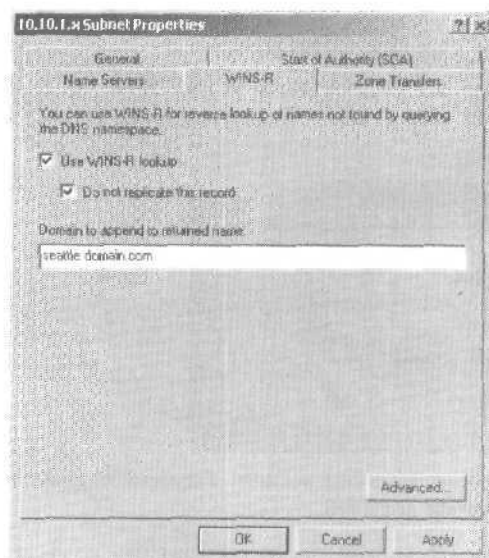 10.10.1.x Subnet Properties
General
Start of Authority (SOA)
Name Servers
WINS-R
Zone Transfers
You can use WINS-R for reverse lookup of names not found by querying
the DNS namespace.
Use WINS-R lookup
Do not replicate this record
Domain to append to returned name:
seattle.domain.com
Advanced...
OK
Cancel
Apply